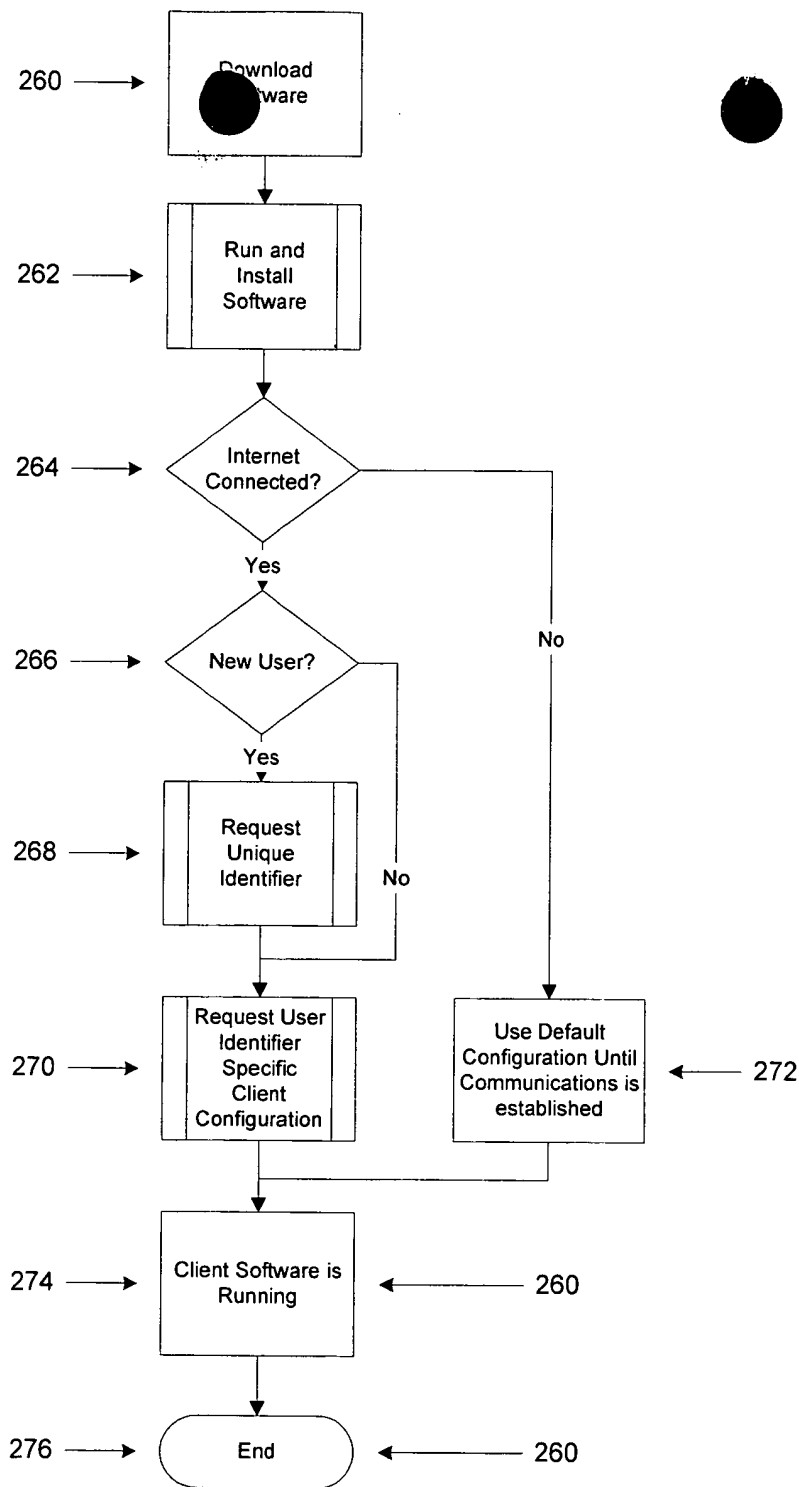 260
Download
tware
262
Run and
Install
Software
264
Internet
Connected?
Yes
No
266
New User?
Yes
No
268
Request
Unique
Identifier
270
Request User
Identifier
Specific
Client
Configuration
Use Default
Configuration Until
Communications is
established
272
274
Client Software is
Running
260
276
End
260